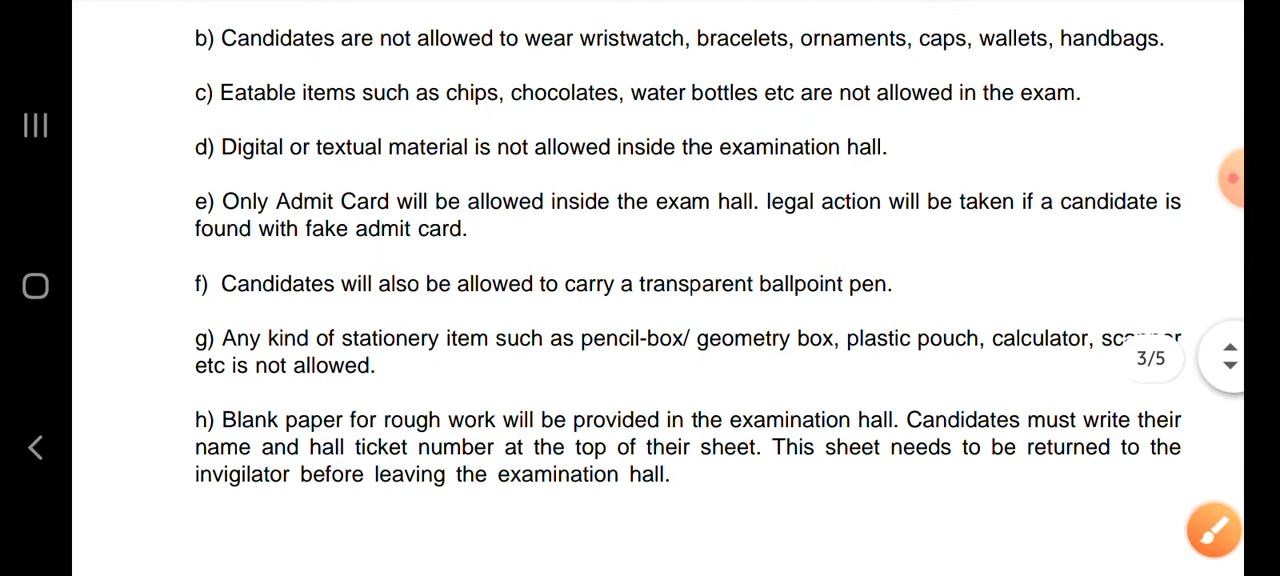 b) Candidates are not allowed to wear wristwatch, bracelets, ornaments, caps, wallets, handbags.
c) Eatable items such as chips, chocolates, water bottles etc are not allowed in the exam.
d) Digital or textual material is not allowed inside the examination hall.
e) Only Admit Card will be allowed inside the exam hall. legal action will be taken if a candidate is
found with fake admit card.
f) Candidates will also be allowed to carry a transparent ballpoint pen.
g) Any kind of stationery item such as pencil-box/ geometry box, plastic pouch, calculator,
3/5
etc is not allowed.
h) Blank paper for rough work will be provided in the examination hall. Candidates must write their
name and hall ticket number at the top of their sheet. This sheet needs to be returned to the
invigilator before leaving the examination hall.